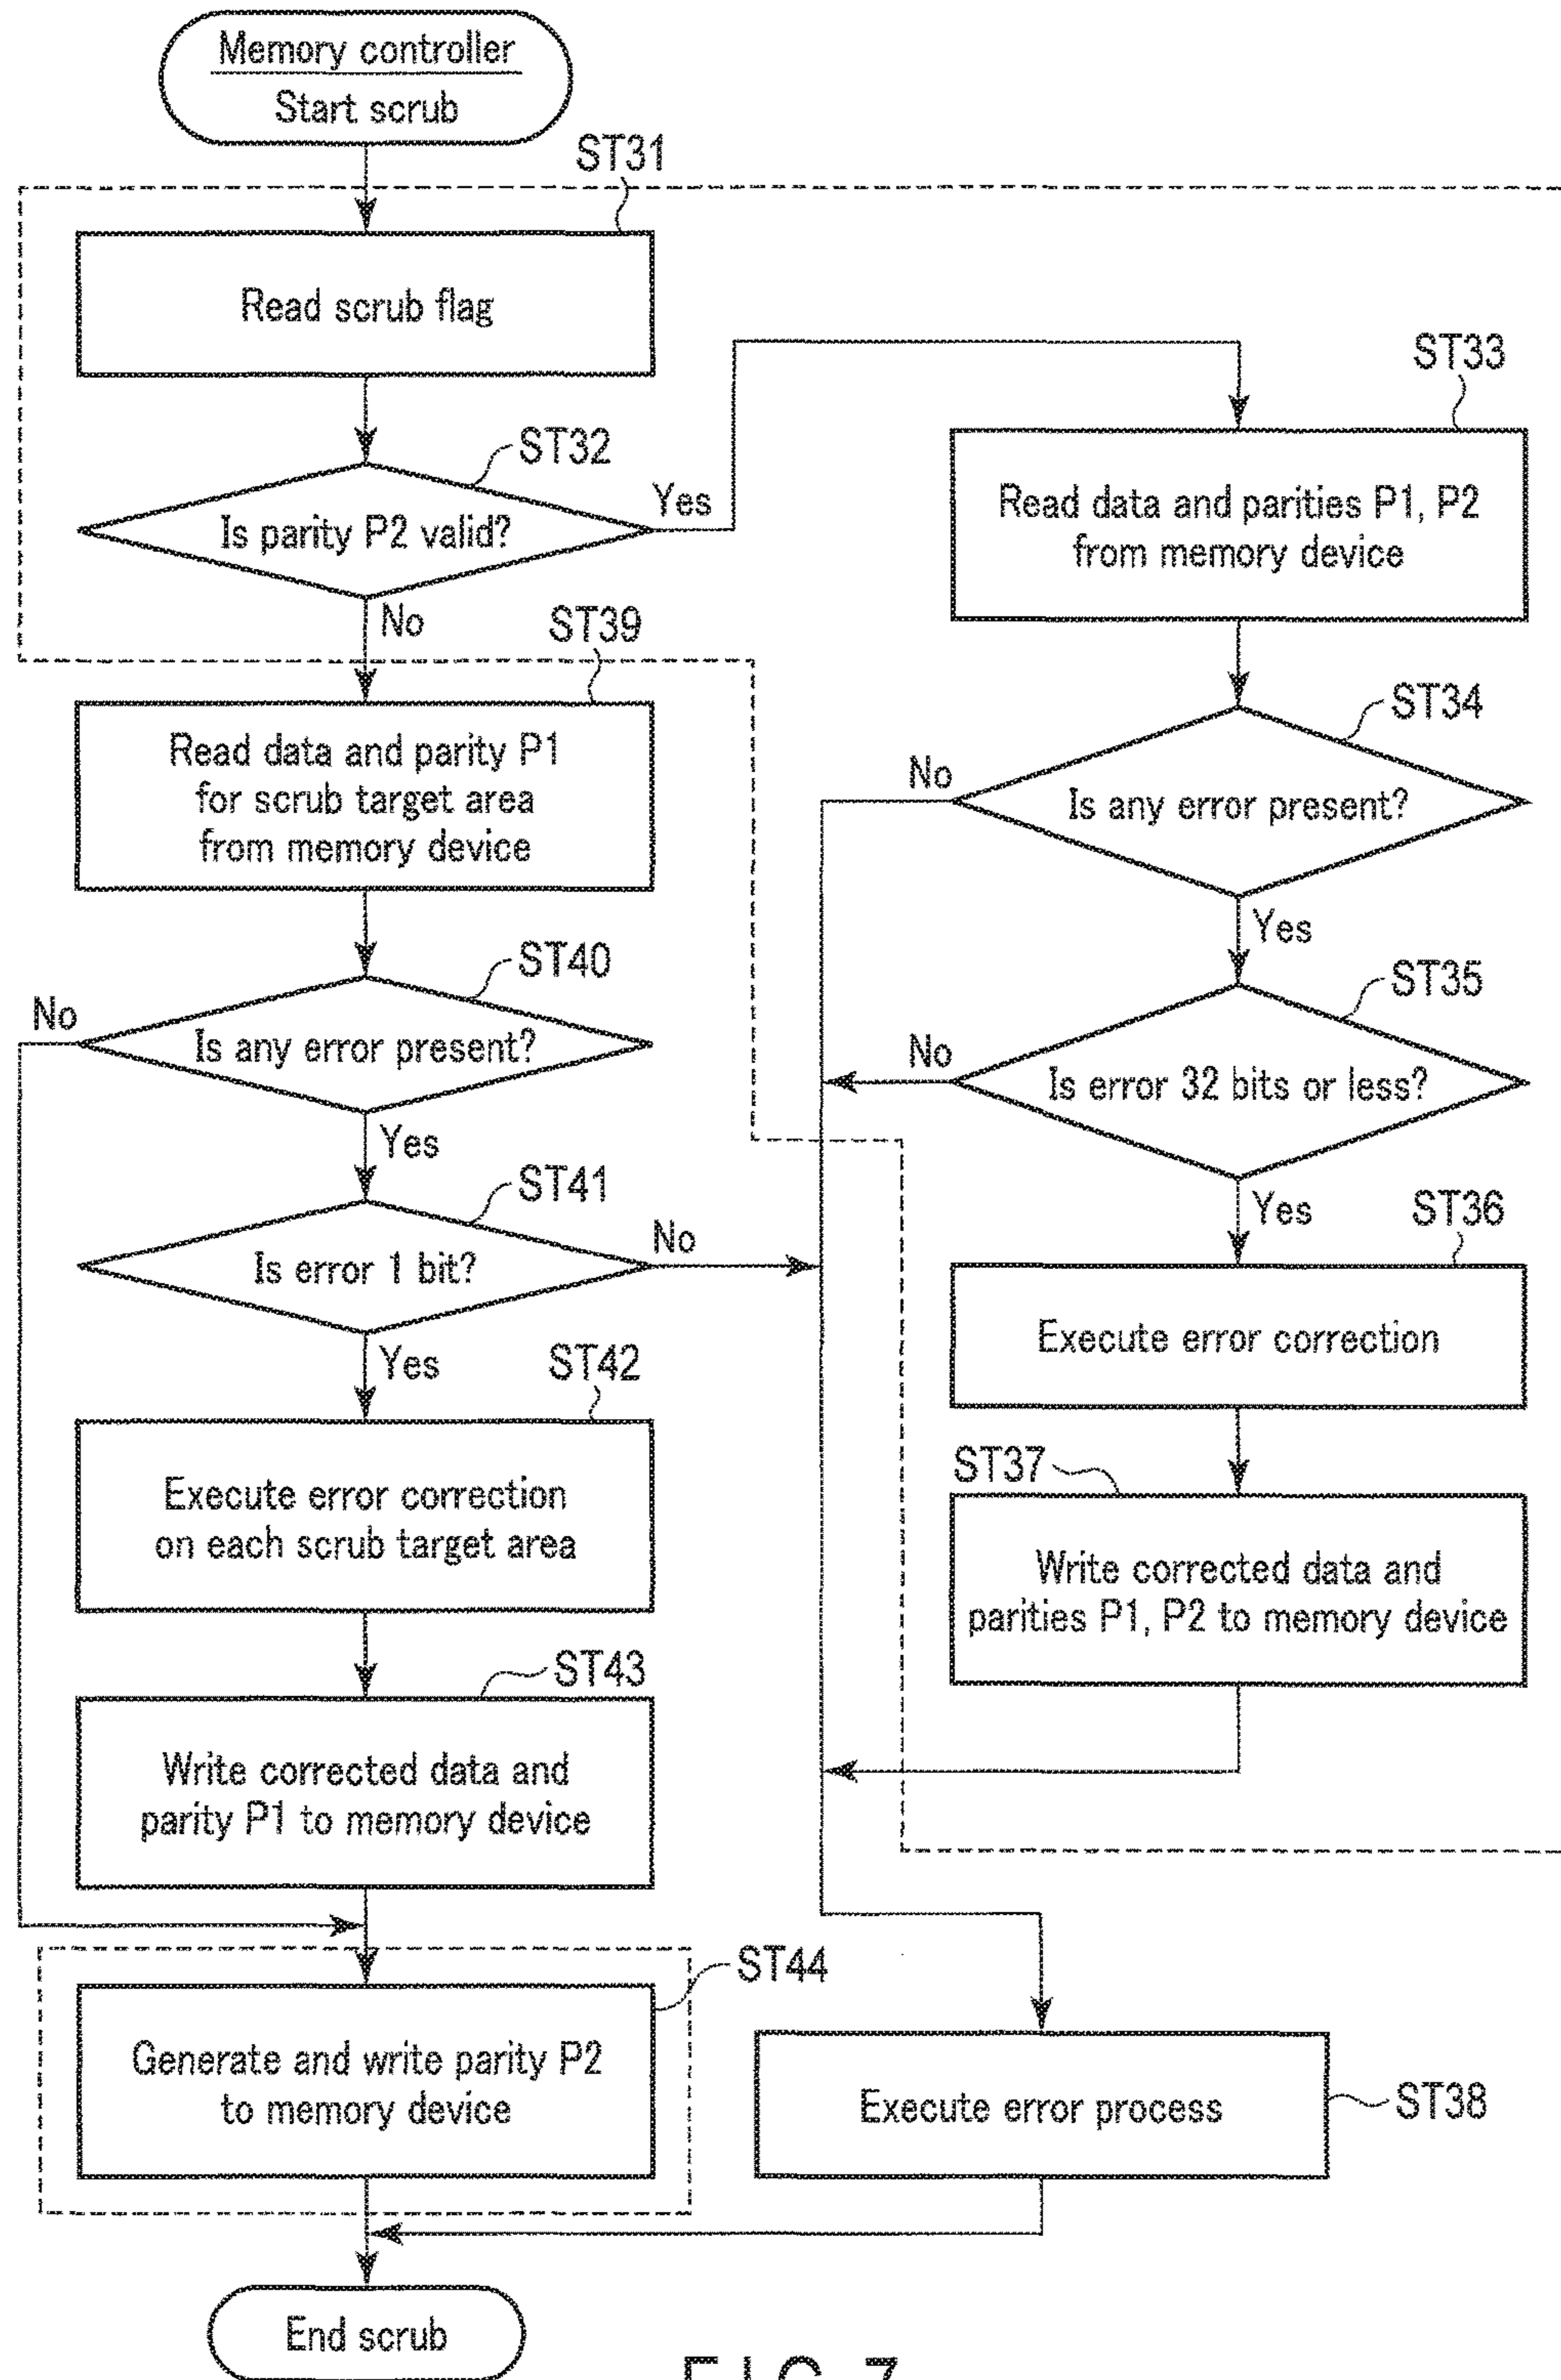 Memory controller
Start scrub
ST31
Read scrub flag
ST32
Is parity P2 valid?
Yes
No
ST33
Read data and parities P1, P2
from memory device
ST34
Is any error present?
No
Yes
ST35
Is error 32 bits or less?
No
Yes
ST36
Execute error correction
ST37
Write corrected data and
parities P1, P2 to memory device
ST39
Read data and parity P1
for scrub target area
from memory device
ST40
Is any error present?
No
Yes
ST41
Is error 1 bit?
No
Yes
ST42
Execute error correction
on each scrub target area
ST43
Write corrected data and
parity P1 to memory device
ST44
Generate and write parity P2
to memory device
ST38
Execute error process
End scrub